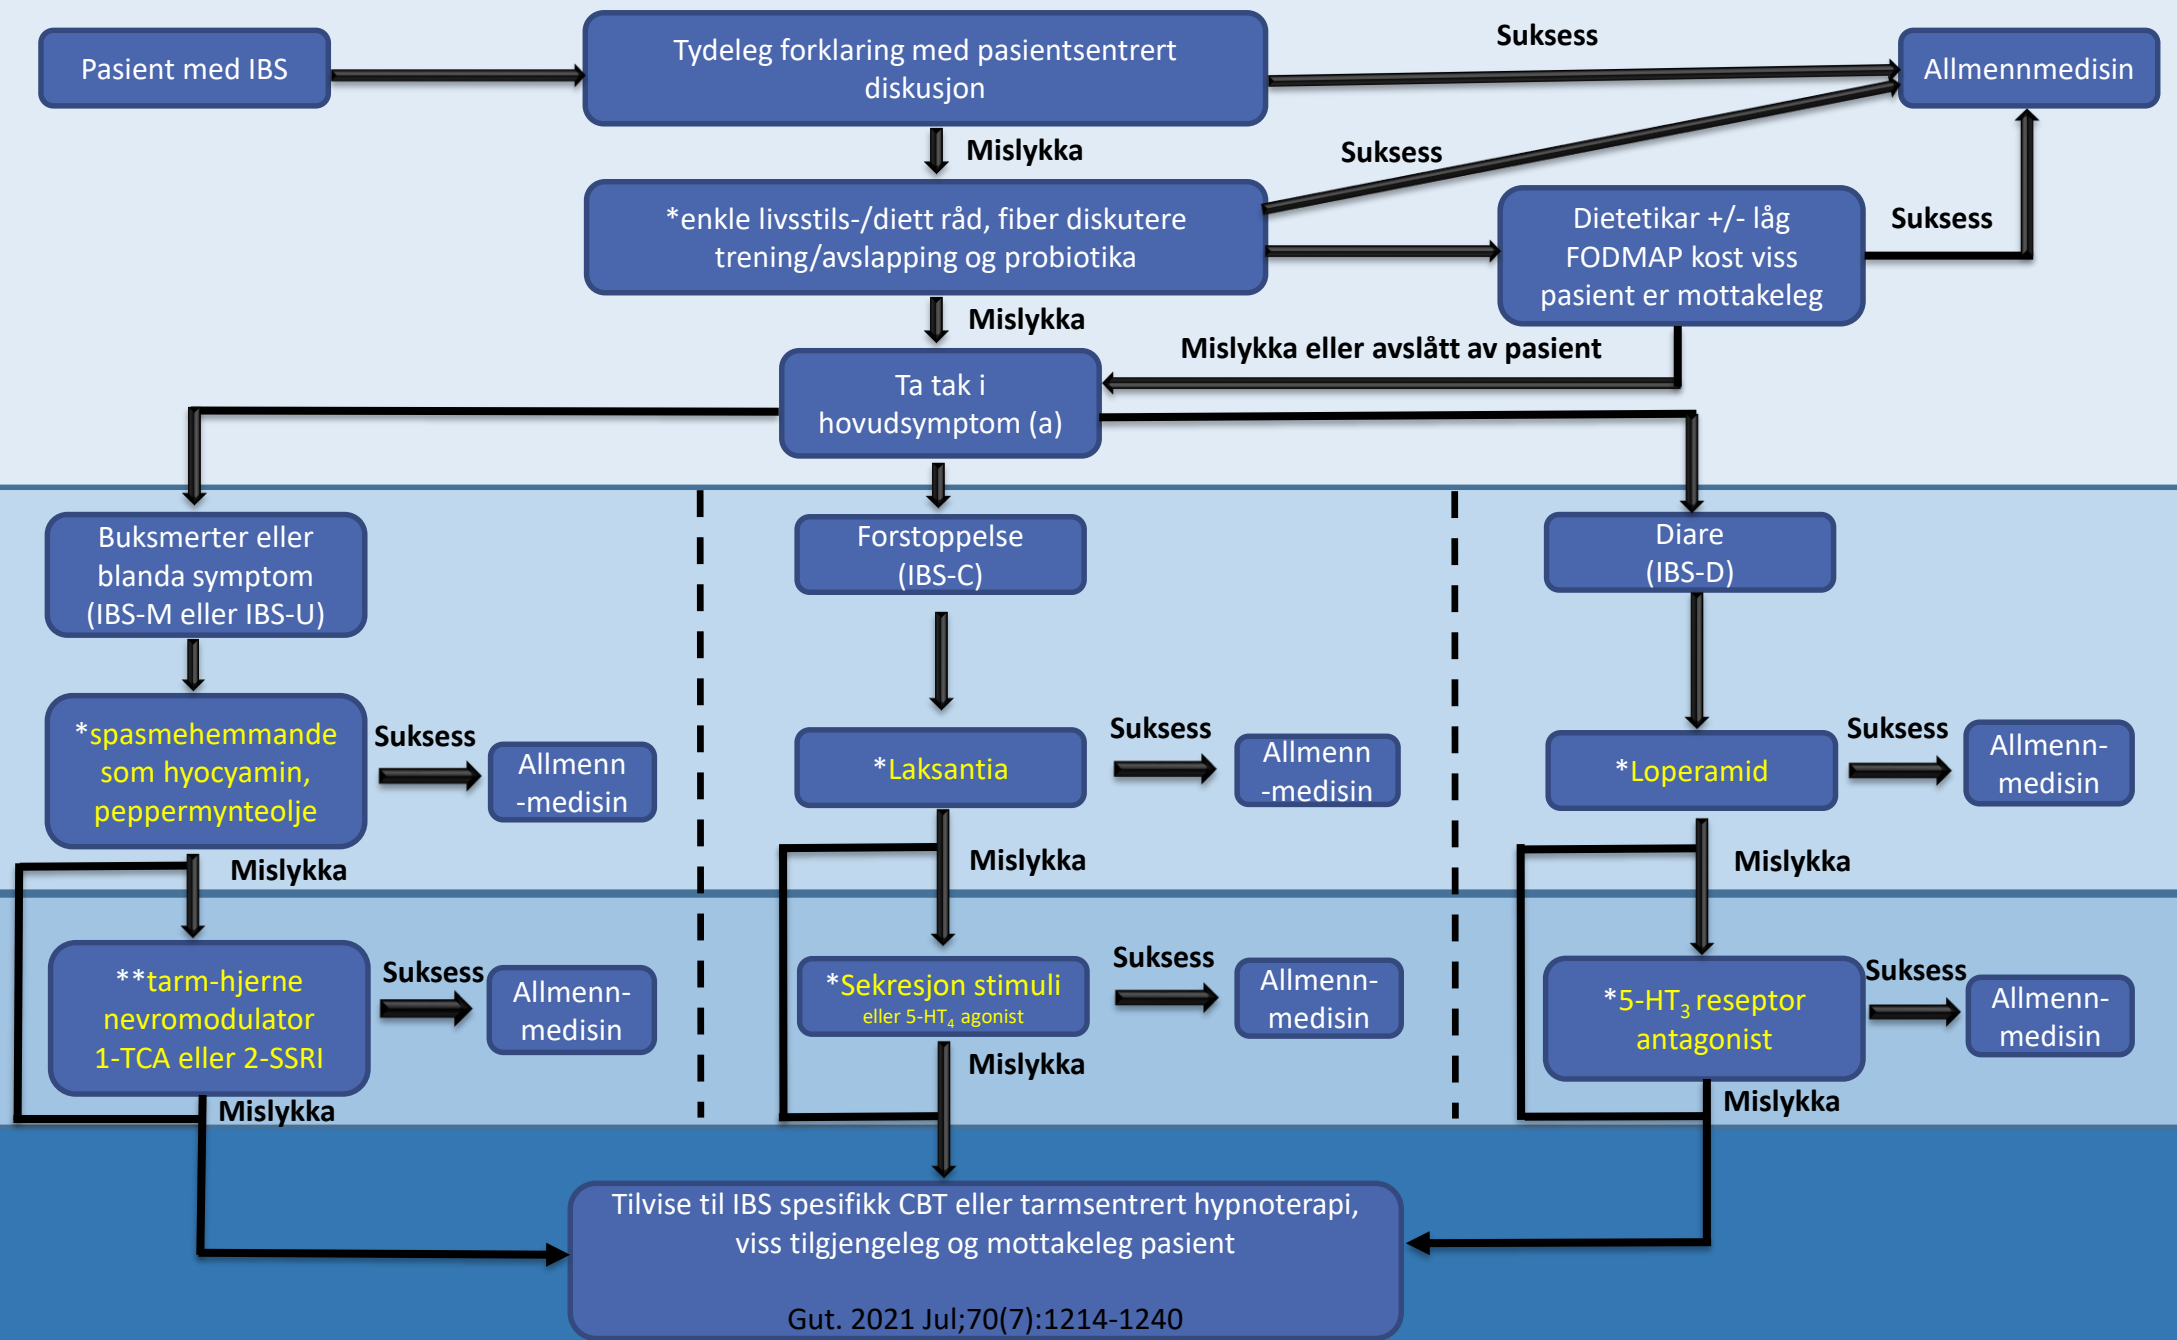 Pasient med IBS
Tydeleg forklaring med pasientsentrert
diskusjon
Suksess
Allmennmedisin
Mislykka
Suksess
*enkle livsstils-/diett råd, fiber diskutere
trening/avslapping og probiotika
Dietetikar +/- låg
FODMAP kost viss
pasient er mottakeleg
Suksess
Mislykka
Mislykka eller avslått av pasient
Ta tak i
hovudsymptom (a)
Buksmerter eller
blanda symptom
(IBS-M eller IBS-U)
Forstoppelse
(IBS-C)
Diare
(IBS-D)
*spasmehemmande
som hyocyamin,
peppermynteolje
Suksess
Allmenn
-medisin
*Laksantia
Suksess
Allmenn
-medisin
*Loperamid
Suksess
Allmenn-
medisin
Mislykka
Mislykka
Mislykka
**tarm-hjerne
nevromodulator
1-TCA eller 2-SSRI
Suksess
Allmenn-
medisin
*Sekresjon stimuli
eller 5-HT₄ agonist
Suksess
Allmenn-
medisin
*5-HT₃ reseptor
antagonist
Suksess
Allmenn-
medisin
Mislykka
Mislykka
Mislykka
Tilvise til IBS spesifikk CBT eller tarmsentrert hypnoterapi,
viss tilgjengeleg og mottakeleg pasient
Gut. 2021 Jul;70(7):1214-1240